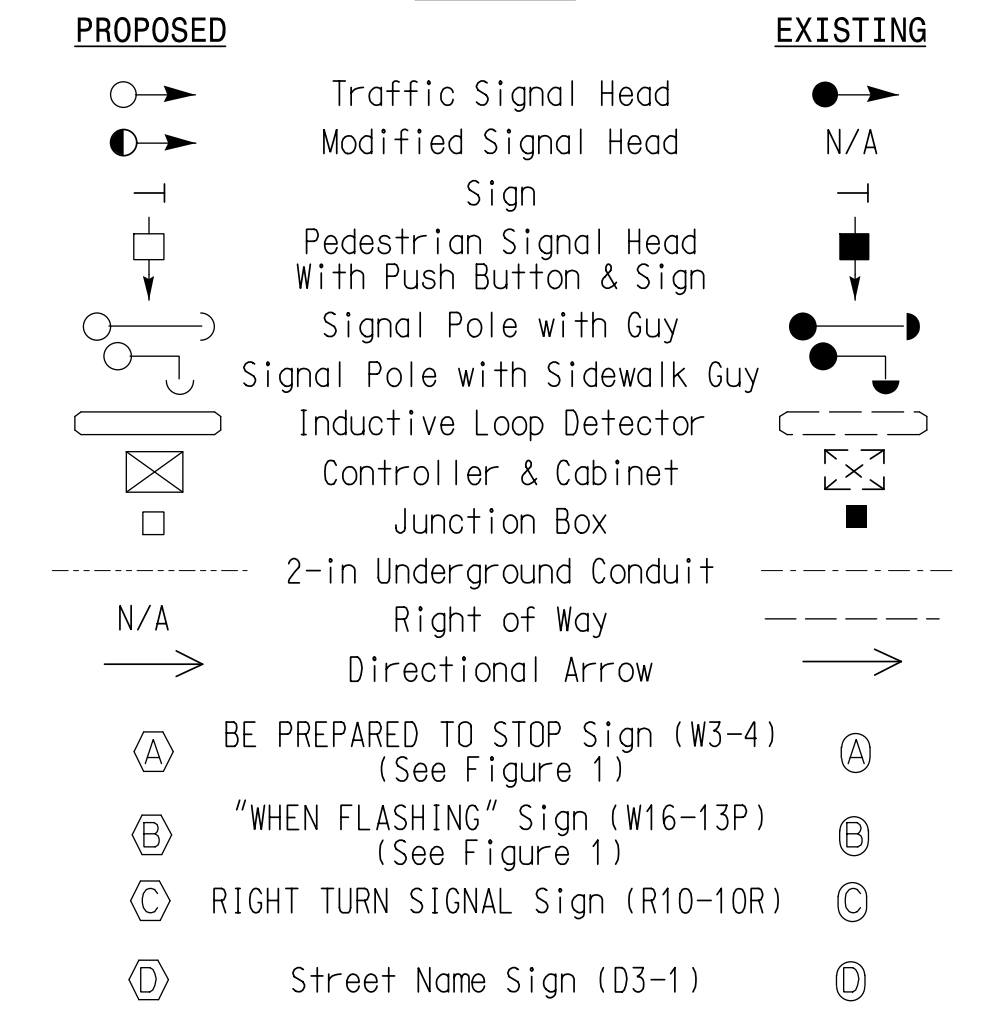 PROPOSED EXISTING
Traffic Signal Head
Modified Signal Head N/A
Sign
Pedestrian Signal Head
With Push Button & Sign
Signal Pole with Guy
Signal Pole with Sidewalk Guy
Inductive Loop Detector
Controller & Cabinet
Junction Box
2-in Underground Conduit
N/A Right of Way
Directional Arrow
A BE PREPARED TO STOP Sign (W3-4) A
(See Figure 1)
B "WHEN FLASHING" Sign (W16-13P) B
(See Figure 1)
C RIGHT TURN SIGNAL Sign (R10-10R) C
D Street Name Sign (D3-1) D